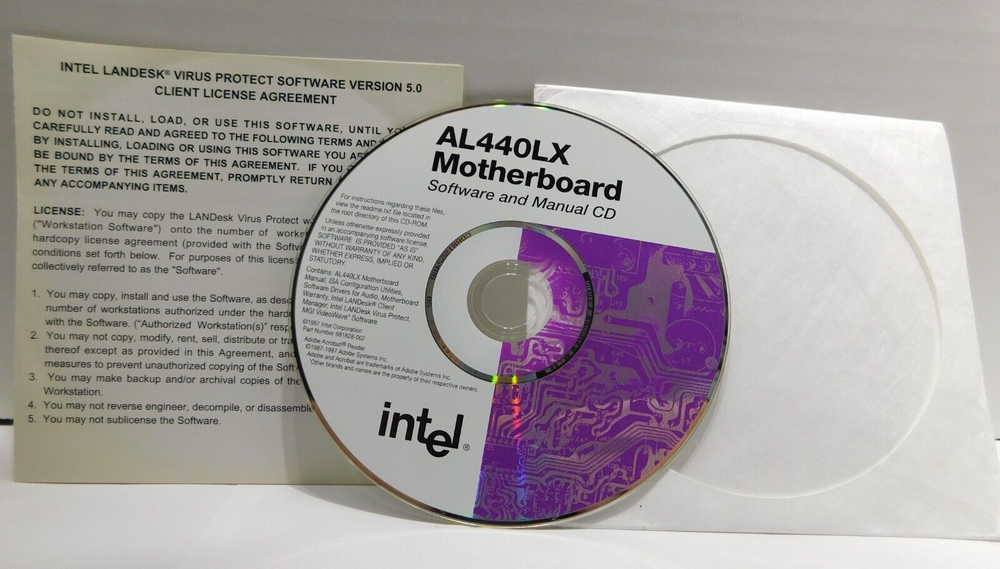 INTEL LANDESK® VIRUS PROTECT SOFTWARE VERSION 5.0
CLIENT LICENSE AGREEMENT
DO NOT INSTALL, LOAD, OR USE THIS SOFTWARE, UNTIL
CAREFULLY READ AND AGREED TO THE FOLLOWING TERMS AND
BY INSTALLING, LOADING OR USING THIS SOFTWARE YOU
BE BOUND BY THE TERMS OF THIS AGREEMENT. IF YOU
THE TERMS OF THIS AGREEMENT, PROMPTLY RETURN
ANY ACCOMPANYING ITEMS.
LICENSE: You may copy the LANDesk Virus Protect
("Workstation Software") onto the number of
hardcopy license agreement (provided with the
conditions set forth below. For purposes of this
collectively referred to as the "Software".
1. You may copy, install and use the Software, as
number of workstations authorized under the
with the Software. ("Authorized Workstation(s)"
2. You may not copy, modify, rent, sell, distribute or
thereof except as provided in this Agreement,
measures to prevent unauthorized copying of the
3. You may make backup and/or archival copies of the
Workstation.
4. You may not reverse engineer, decompile, or
5. You may not sublicense the Software.
AL440LX
Motherboard
Software and Manual CD
For instructions regarding these files,
view the readme.txt file located in
the root directory of this CD-ROM.
Unless otherwise expressly provided
in an accompanying software license,
SOFTWARE IS PROVIDED "AS IS"
WITHOUT WARRANTY OF ANY KIND,
WHETHER EXPRESS, IMPLIED OR
STATUTORY.
Contains: AL440LX Motherboard
Manual, ISA Configuration Utilities,
Software Drivers for Audio, Motherboard
Warranty, Intel LANDesk® Client
Manager, Intel LANDesk Virus Protect,
MGI VideoWave™ Software.
©1997 Intel Corporation
Part Number 681828-002
Adobe Acrobat® Reader
©1987-1997 Adobe Systems Inc.
Adobe and Acrobat are trademarks of Adobe Systems Inc.
*Other brands and names are the property of their respective owners
intel®